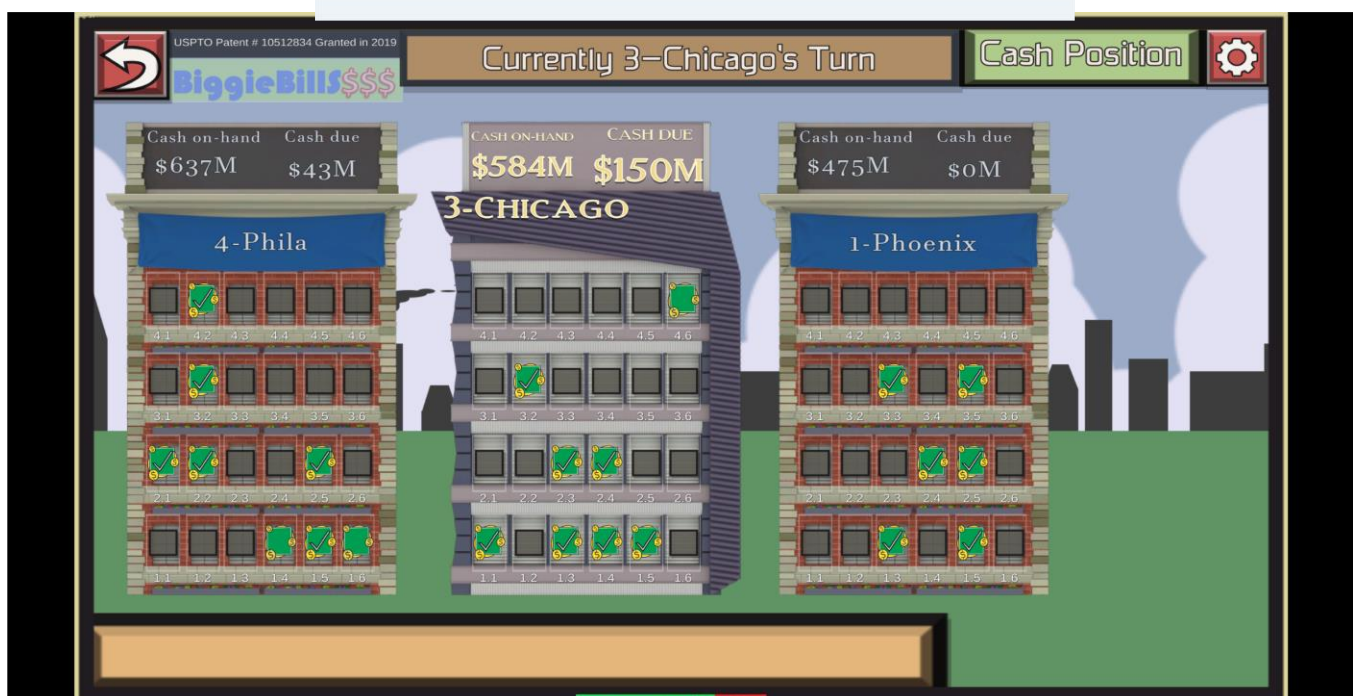 USPTO Patent # 10512834 Granted in 2019
BiggieBill$$$$
Currently 3-Chicago's Turn
Cash Position
Cash on-hand Cash due
$637M $43M
4-Phila
4.1 4.2 4.3 4.4 4.5 4.6
3.1 3.2 3.3 3.4 3.5 3.6
2.1 2.2 2.3 2.4 2.5 2.6
1.1 1.2 1.3 1.4 1.5 1.6
CASH ON-HAND CASH DUE
$584M $150M
3-CHICAGO
4.1 4.2 4.3 4.4 4.5 4.6
3.1 3.2 3.3 3.4 3.5 3.6
2.1 2.2 2.3 2.4 2.5 2.6
1.1 1.2 1.3 1.4 1.5 1.6
Cash on-hand Cash due
$475M $0M
1-Phoenix
4.1 4.2 4.3 4.4 4.5 4.6
3.1 3.2 3.3 3.4 3.5 3.6
2.1 2.2 2.3 2.4 2.5 2.6
1.1 1.2 1.3 1.4 1.5 1.6